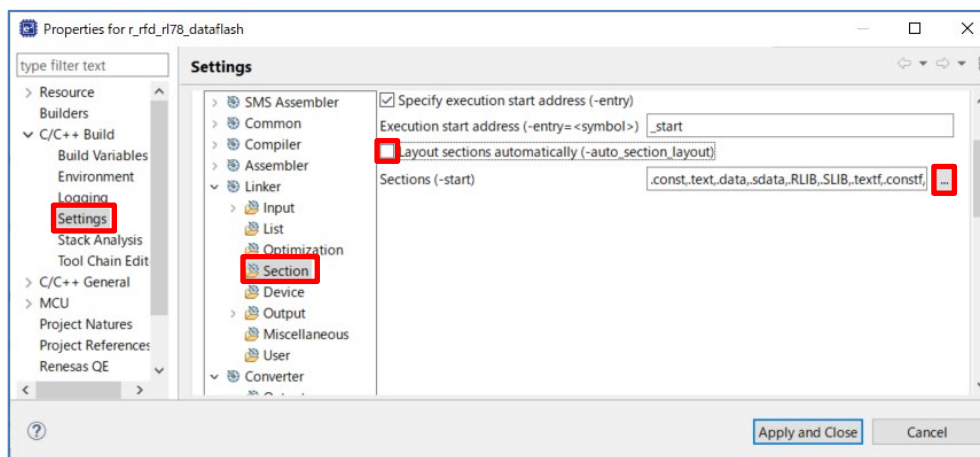 Properties for r_rfd_rl78_dataflash
type filter text
Settings
Resource
Builders
C/C++ Build
Build Variables
Environment
Logging
Settings
Stack Analysis
Tool Chain Edit
C/C++ General
MCU
Project Natures
Project References
Renesas QE
SMS Assembler
Common
Compiler
Assembler
Linker
Input
List
Optimization
Section
Device
Output
Miscellaneous
User
Converter
Specify execution start address (-entry)
Execution start address (-entry=<symbol>) _start
Layout sections automatically (-auto_section_layout)
Sections (-start) .const,.text,.data,.sdata,.RLIB,.SLIB,.textf,.constf, ...
Apply and Close Cancel